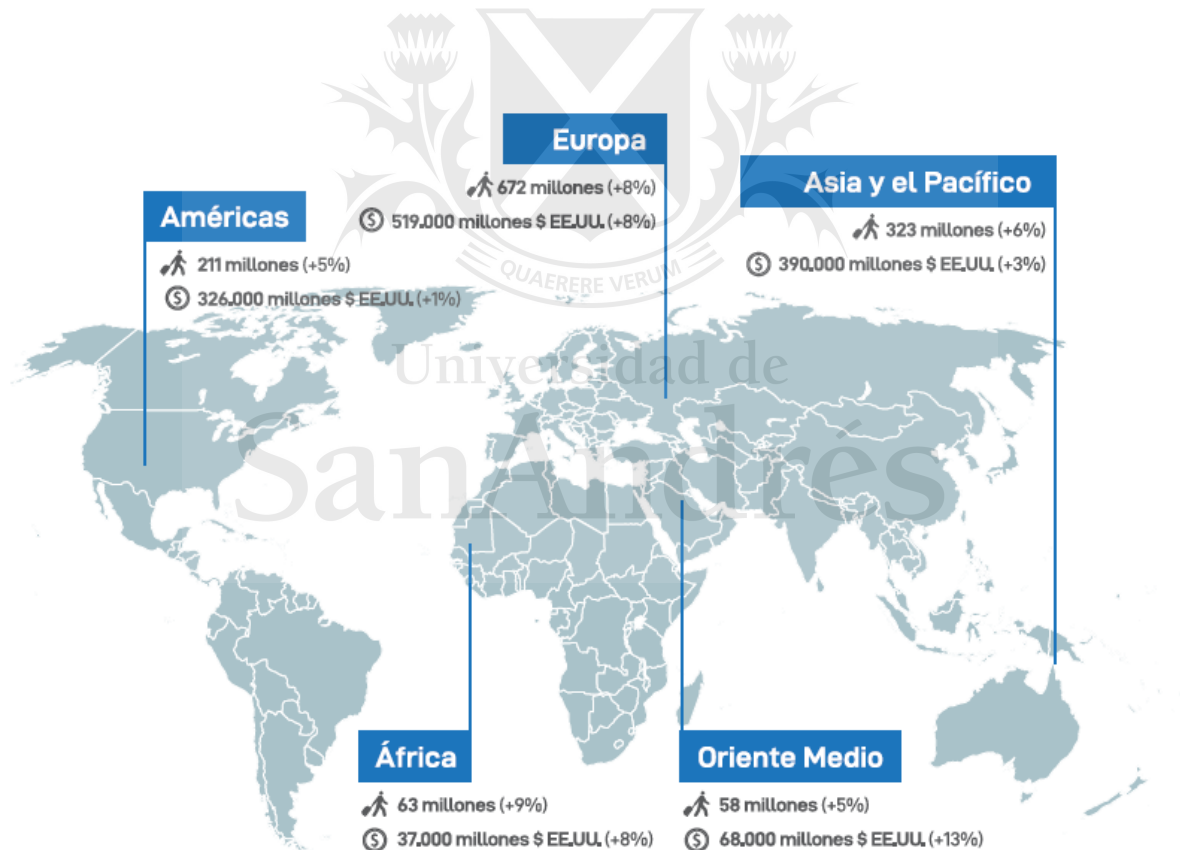 Europa
672 millones (+8%)
519.000 millones $ EE.UU. (+8%)
Asia y el Pacífico
323 millones (+6%)
390.000 millones $ EE.UU. (+3%)
Américas
211 millones (+5%)
326.000 millones $ EE.UU. (+1%)
QUAERERE VERUM
Universidad de
SanAndrés
África
63 millones (+9%)
37.000 millones $ EE.UU. (+8%)
Oriente Medio
58 millones (+5%)
68.000 millones $ EE.UU. (+13%)